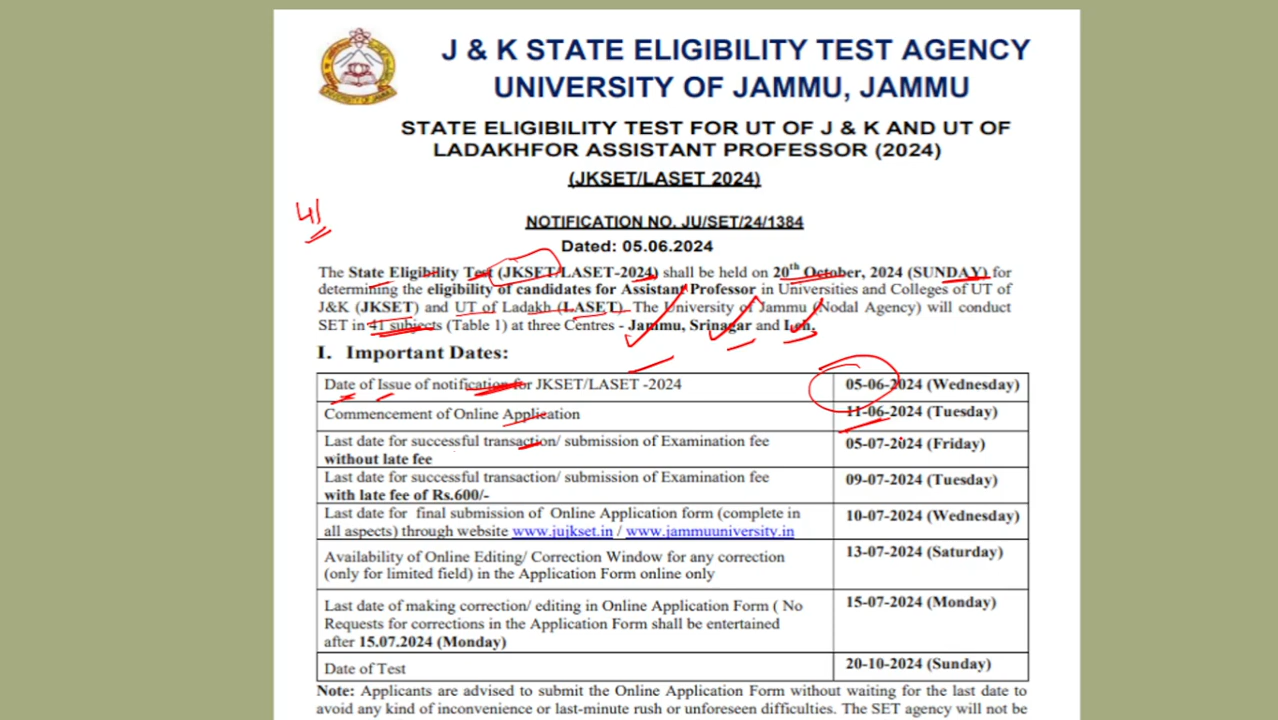 J & K STATE ELIGIBILITY TEST AGENCY
UNIVERSITY OF JAMMU, JAMMU
STATE ELIGIBILITY TEST FOR UT OF J & K AND UT OF
LADAKHFOR ASSISTANT PROFESSOR (2024)
(JKSET/LASET 2024)
41
NOTIFICATION NO. JU/SET/24/1384
Dated: 05.06.2024
The State Eligibility Test (JKSET/LASET-2024) shall be held on 20th October, 2024 (SUNDAY) for
determining the eligibility of candidates for Assistant Professor in Universities and Colleges of UT of
J&K (JKSET) and UT of Ladakh (LASET). The University of Jammu (Nodal Agency) will conduct
SET in 41 subjects (Table 1) at three Centres - Jammu, Srinagar and Leh.
I. Important Dates:
Date of Issue of notification for JKSET/LASET -2024 05-06-2024 (Wednesday)
Commencement of Online Application 11-06-2024 (Tuesday)
Last date for successful transaction/ submission of Examination fee 05-07-2024 (Friday)
without late fee
Last date for successful transaction/ submission of Examination fee 09-07-2024 (Tuesday)
with late fee of Rs.600/-
Last date for final submission of Online Application form (complete in 10-07-2024 (Wednesday)
all aspects) through website www.jujkset.in / www.jammuuniversity.in
Availability of Online Editing/ Correction Window for any correction 13-07-2024 (Saturday)
(only for limited field) in the Application Form online only
Last date of making correction/ editing in Online Application Form ( No 15-07-2024 (Monday)
Requests for corrections in the Application Form shall be entertained
after 15.07.2024 (Monday)
Date of Test 20-10-2024 (Sunday)
Note: Applicants are advised to submit the Online Application Form without waiting for the last date to
avoid any kind of inconvenience or last-minute rush or unforeseen difficulties. The SET agency will not be